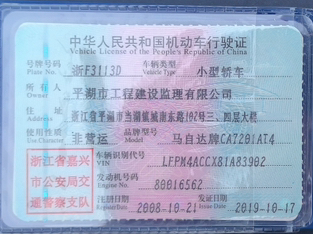 中华人民共和国机动车行驶证
Vehicle License of the People's Republic of China
号牌号码 Plate No. 浙F3113D 车辆类型 Vehicle Type 小型轿车
所有人 Owner 平湖市工程建设监理有限公司
住址 Address 浙江省平湖市当湖镇城南东路102号三、四层大楼
使用性质 Use Character 非营运 品牌型号 Model 马自达牌CA7201AT4
浙江省嘉兴
市公安局交
通警察支队
车辆识别代号 VIN LFPM4ACCX81A83902
发动机号码 Engine No. 80016562
注册日期 Register Date 2008-10-21 发证日期 Issue Date 2019-10-17